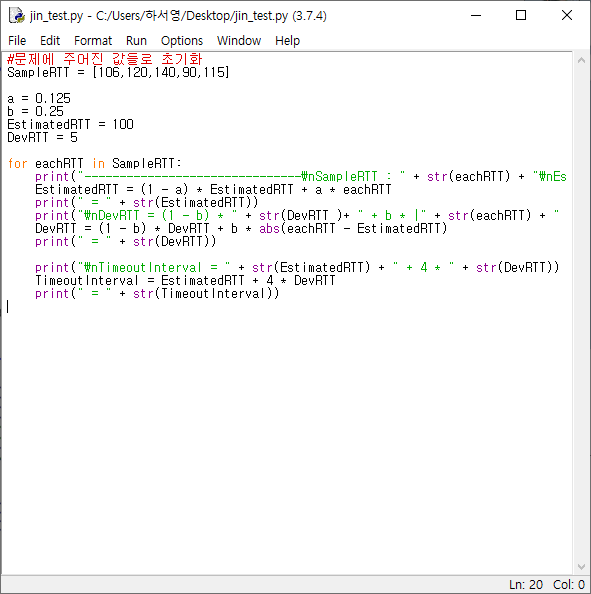 jin_test.py - C:/Users/하서영/Desktop/jin_test.py (3.7.4)
File Edit Format Run Options Window Help
#문제에 주어진 값들로 초기화
SampleRTT = [106,120,140,90,115]
a = 0.125
b = 0.25
EstimatedRTT = 100
DevRTT = 5
for eachRTT in SampleRTT:
print("-------------------------------₩nSampleRTT : " + str(eachRTT) + "₩nEs
EstimatedRTT = (1 - a) * EstimatedRTT + a * eachRTT
print(" = " + str(EstimatedRTT))
print("₩nDevRTT = (1 - b) * " + str(DevRTT )+ " + b * |" + str(eachRTT) + "
DevRTT = (1 - b) * DevRTT + b * abs(eachRTT - EstimatedRTT)
print(" = " + str(DevRTT))
print("₩nTimeoutInterval = " + str(EstimatedRTT) + " + 4 * " + str(DevRTT))
TimeoutInterval = EstimatedRTT + 4 * DevRTT
print(" = " + str(TimeoutInterval))
Ln: 20 Col: 0